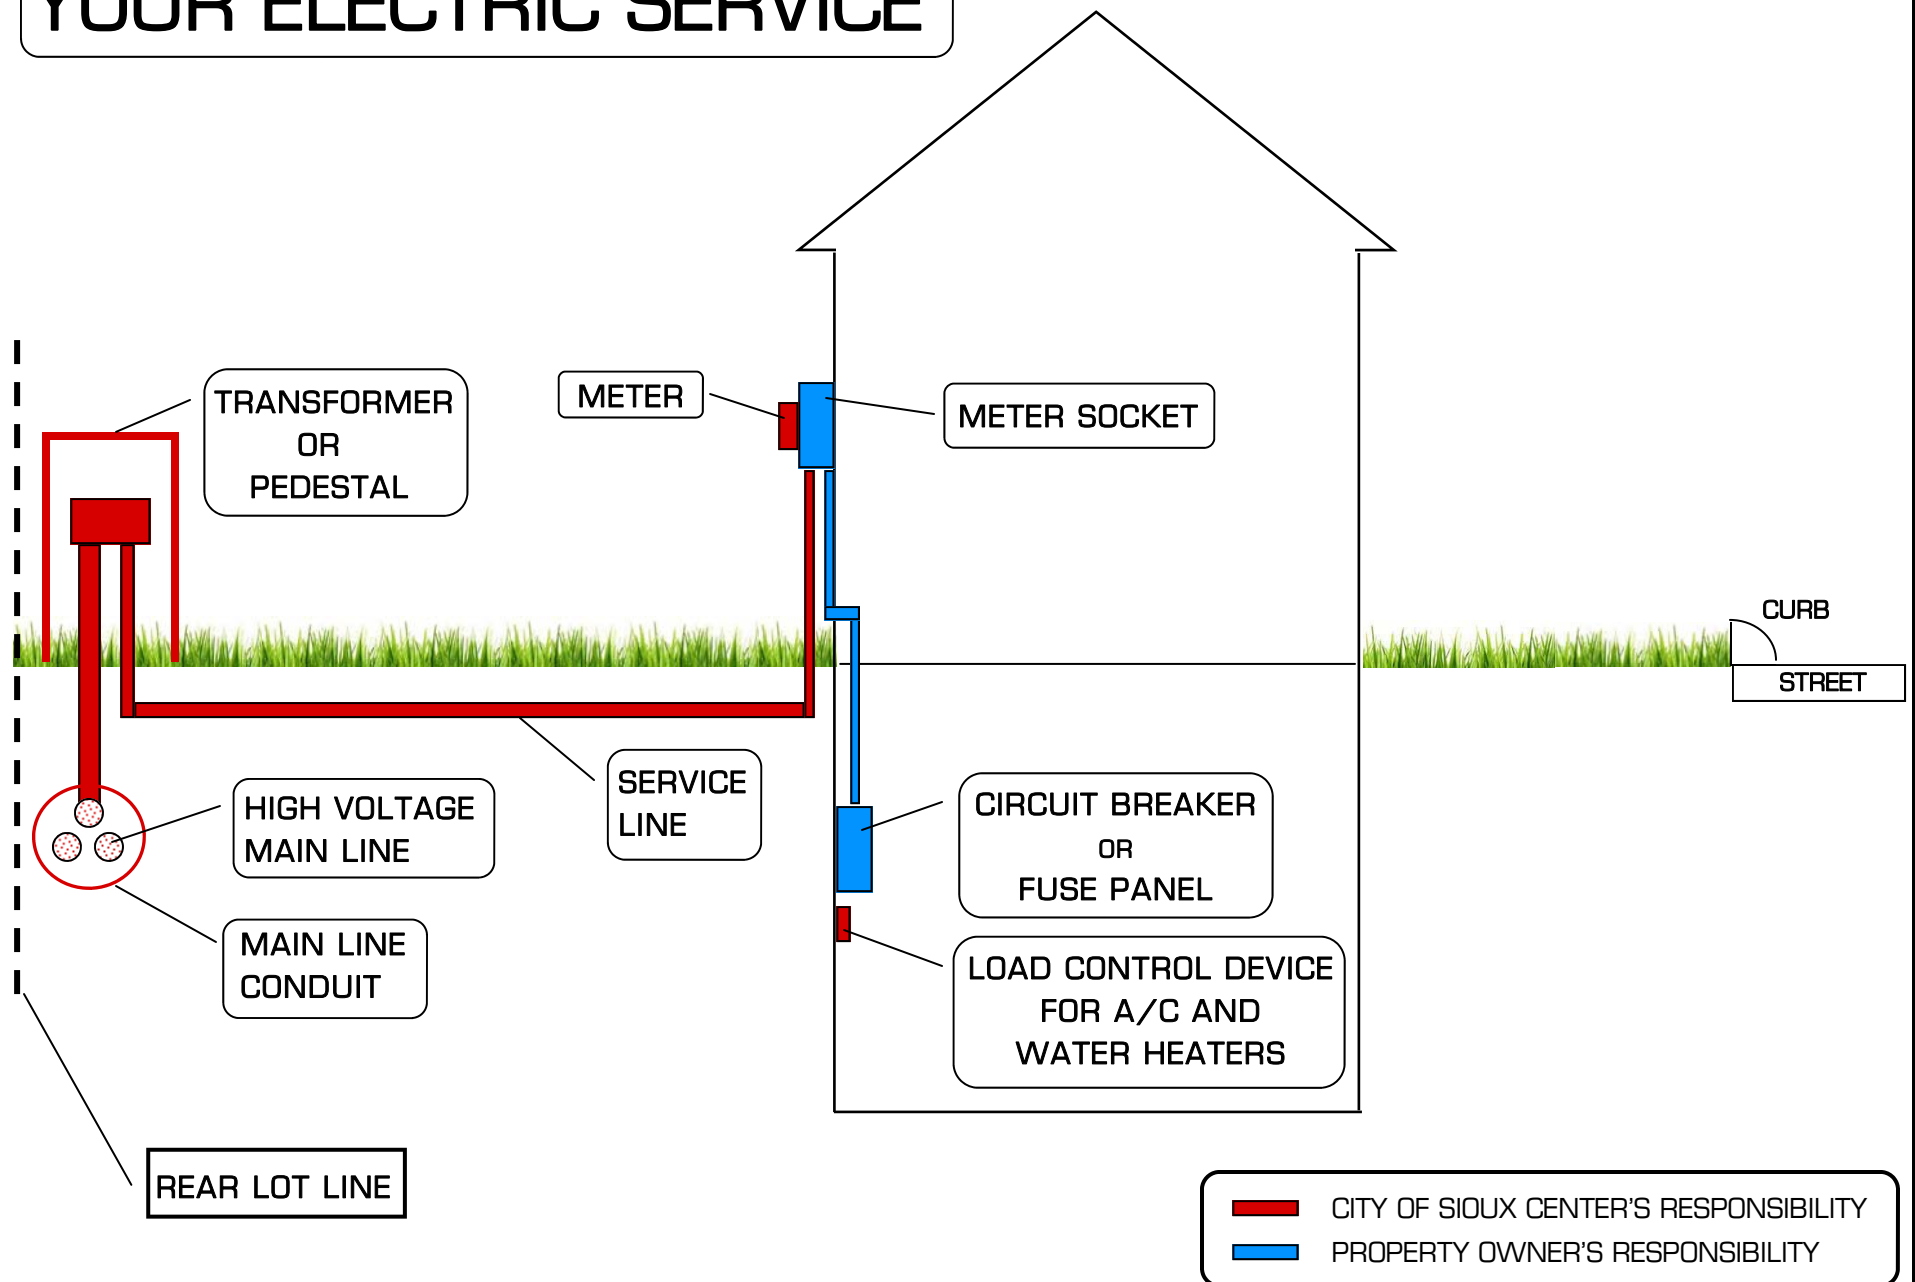 YOUR ELECTRIC SERVICE
TRANSFORMER
OR
PEDESTAL
METER
METER SOCKET
CURB
STREET
SERVICE
LINE
HIGH VOLTAGE
MAIN LINE
CIRCUIT BREAKER
OR
FUSE PANEL
MAIN LINE
CONDUIT
LOAD CONTROL DEVICE
FOR A/C AND
WATER HEATERS
REAR LOT LINE
CITY OF SIOUX CENTER'S RESPONSIBILITY
PROPERTY OWNER'S RESPONSIBILITY